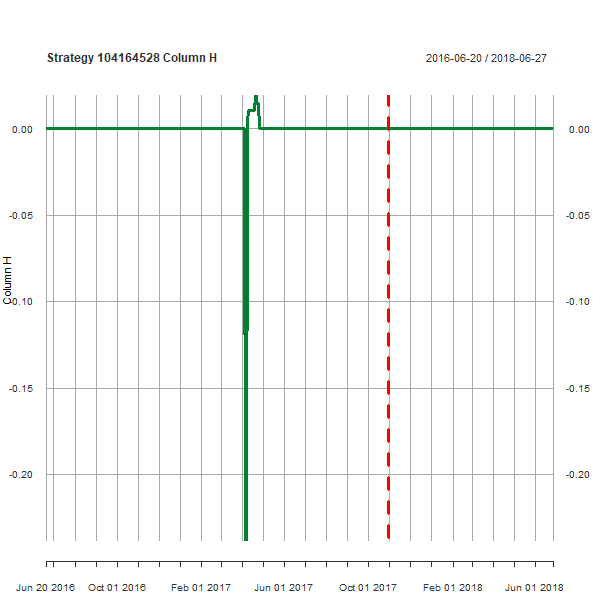 Strategy 104164528 Column H
2016-06-20 / 2018-06-27
0.00 0.00
-0.05 -0.05
Column H
-0.10 -0.10
-0.15 -0.15
-0.20 -0.20
Jun 20 2016 Oct 01 2016 Feb 01 2017 Jun 01 2017 Oct 01 2017 Feb 01 2018 Jun 01 2018